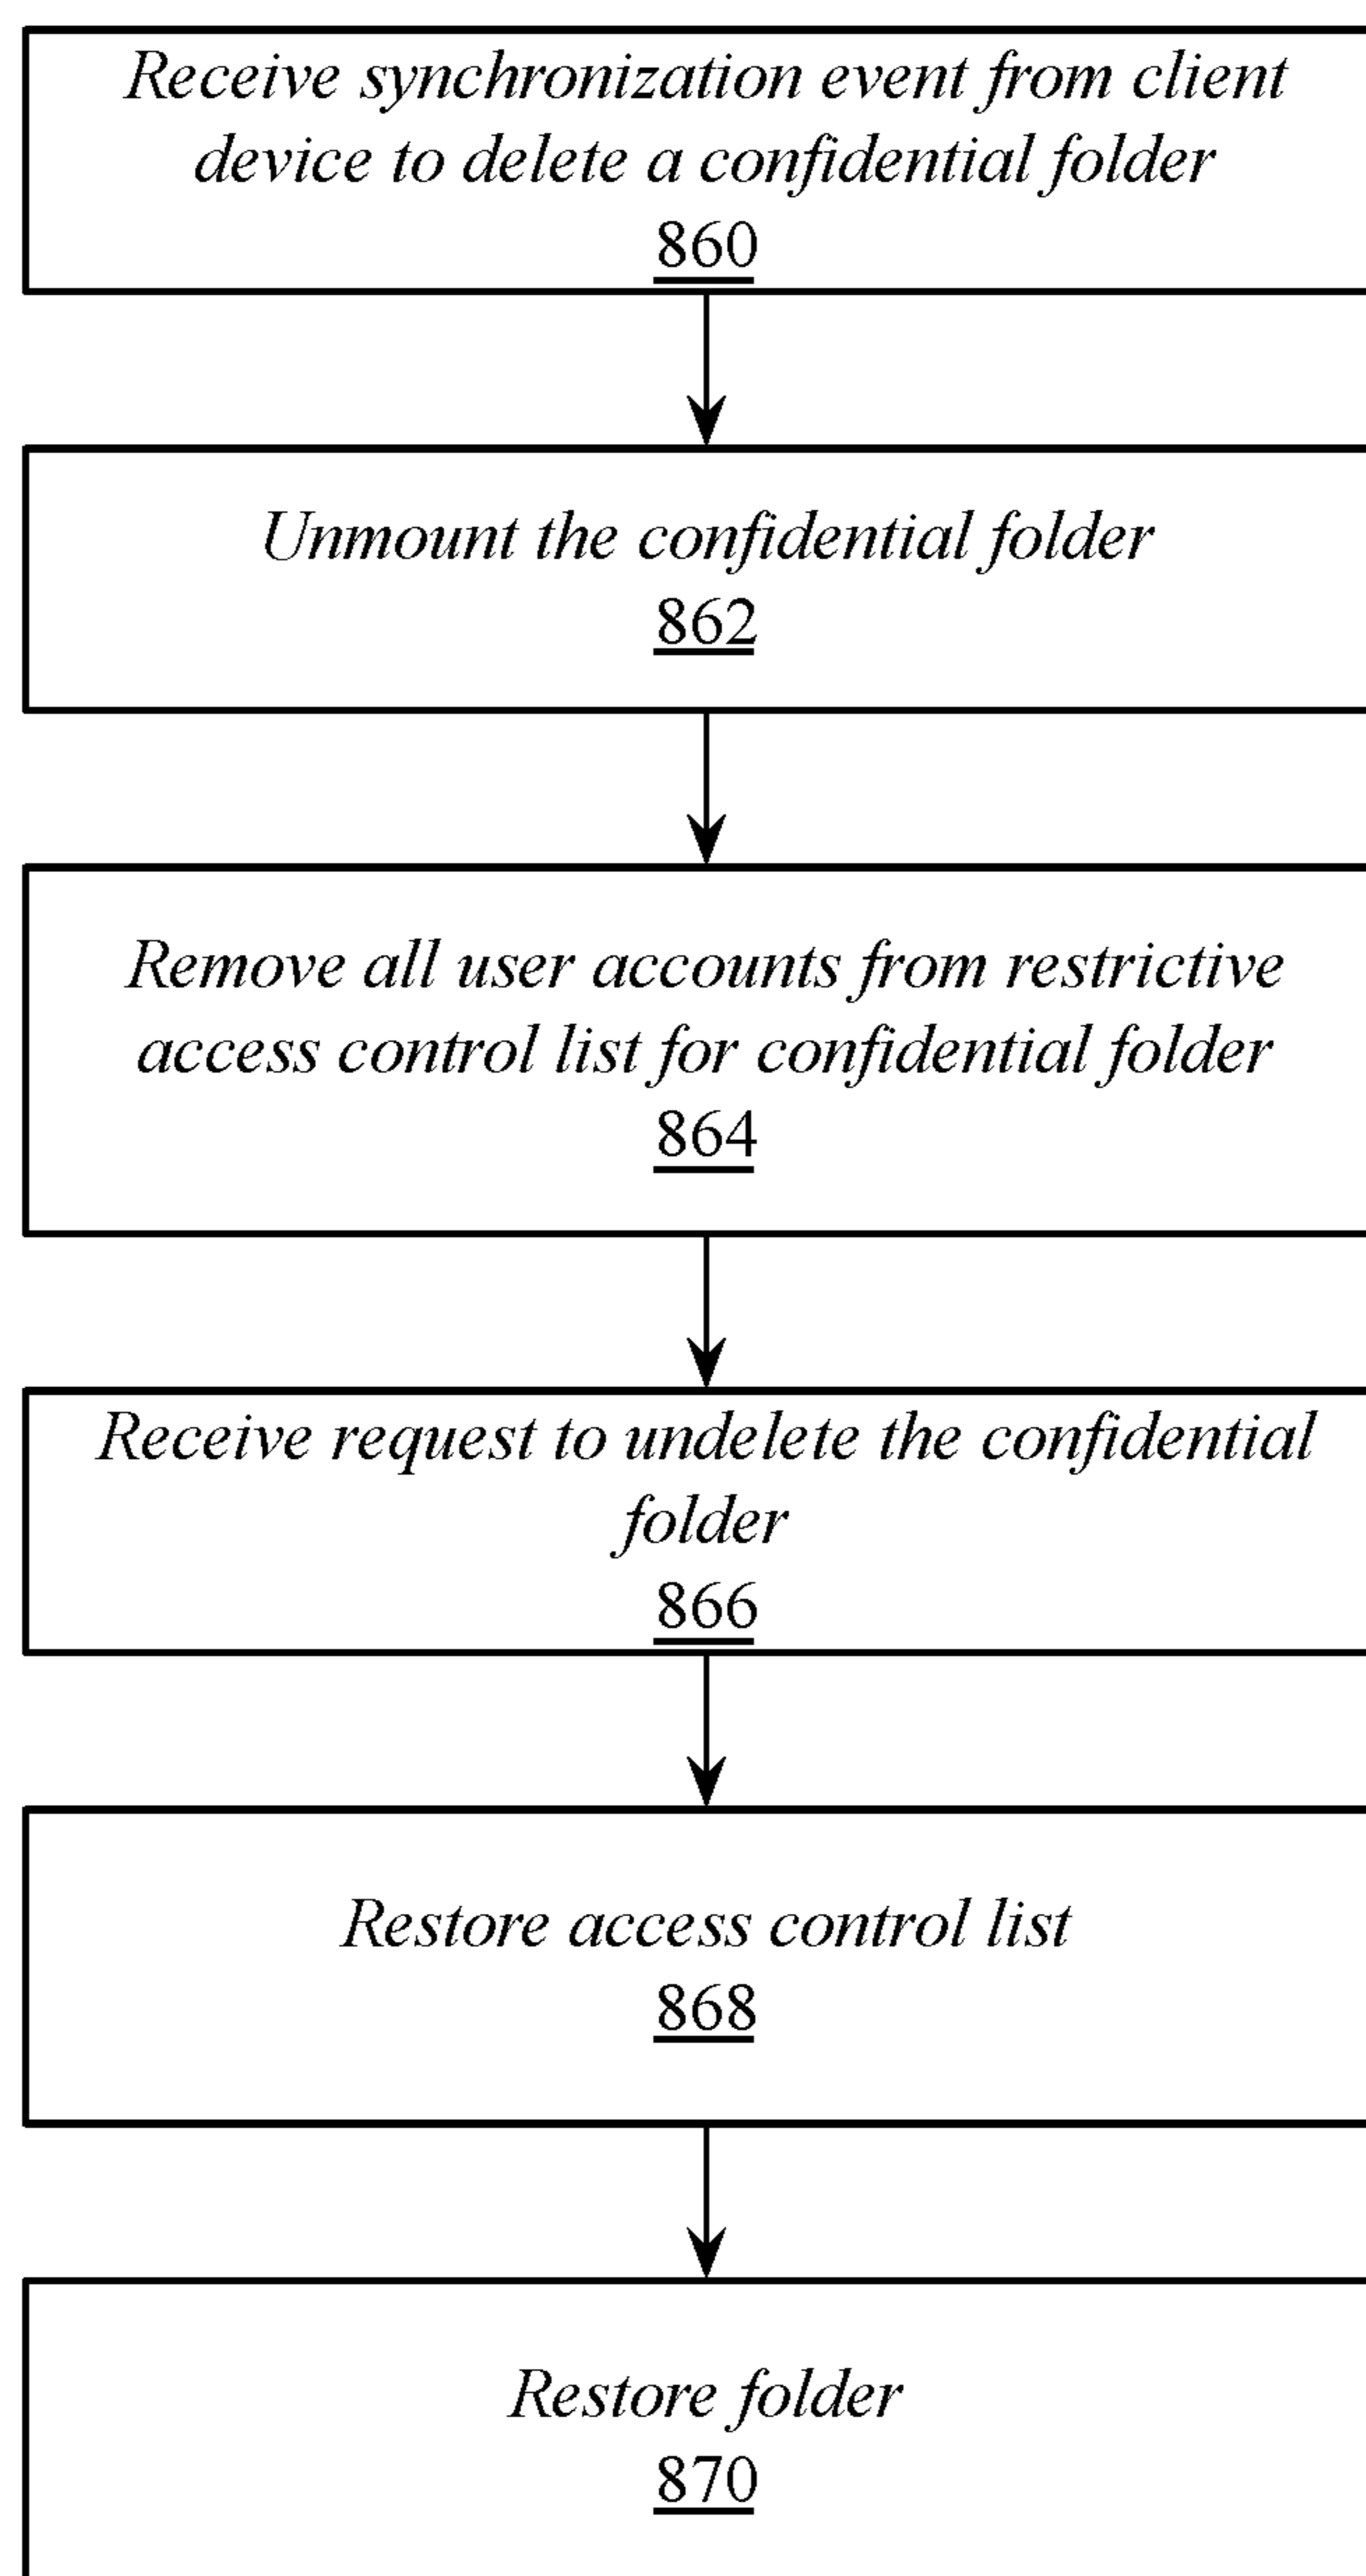 Receive synchronization event from client
device to delete a confidential folder
860
Unmount the confidential folder
862
Remove all user accounts from restrictive
access control list for confidential folder
864
Receive request to undelete the confidential
folder
866
Restore access control list
868
Restore folder
870